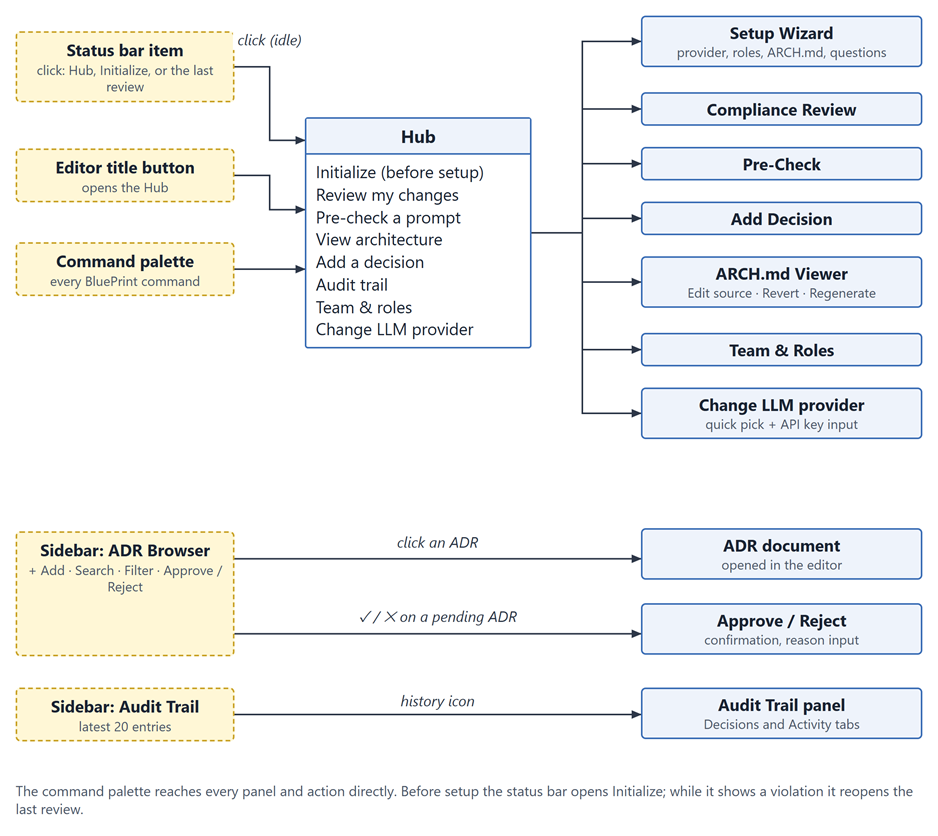 Status bar item
click: Hub, Initialize, or the last
review
click (idle)
Editor title button
opens the Hub
Command palette
every BluePrint command
Hub
Initialize (before setup)
Review my changes
Pre-check a prompt
View architecture
Add a decision
Audit trail
Team & roles
Change LLM provider
Setup Wizard
provider, roles, ARCH.md, questions
Compliance Review
Pre-Check
Add Decision
ARCH.md Viewer
Edit source · Revert · Regenerate
Team & Roles
Change LLM provider
quick pick + API key input
Sidebar: ADR Browser
+ Add · Search · Filter · Approve /
Reject
click an ADR
ADR document
opened in the editor
✓ / ✕ on a pending ADR
Approve / Reject
confirmation, reason input
Sidebar: Audit Trail
latest 20 entries
history icon
Audit Trail panel
Decisions and Activity tabs
The command palette reaches every panel and action directly. Before setup the status bar opens Initialize; while it shows a violation it reopens the
last review.